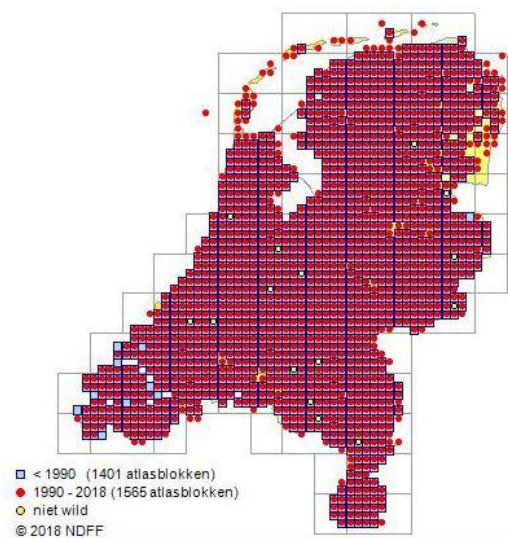 < 1990 (1401 atlasblokken)
1990 - 2018 (1565 atlasblokken)
niet wild
© 2018 NDFF